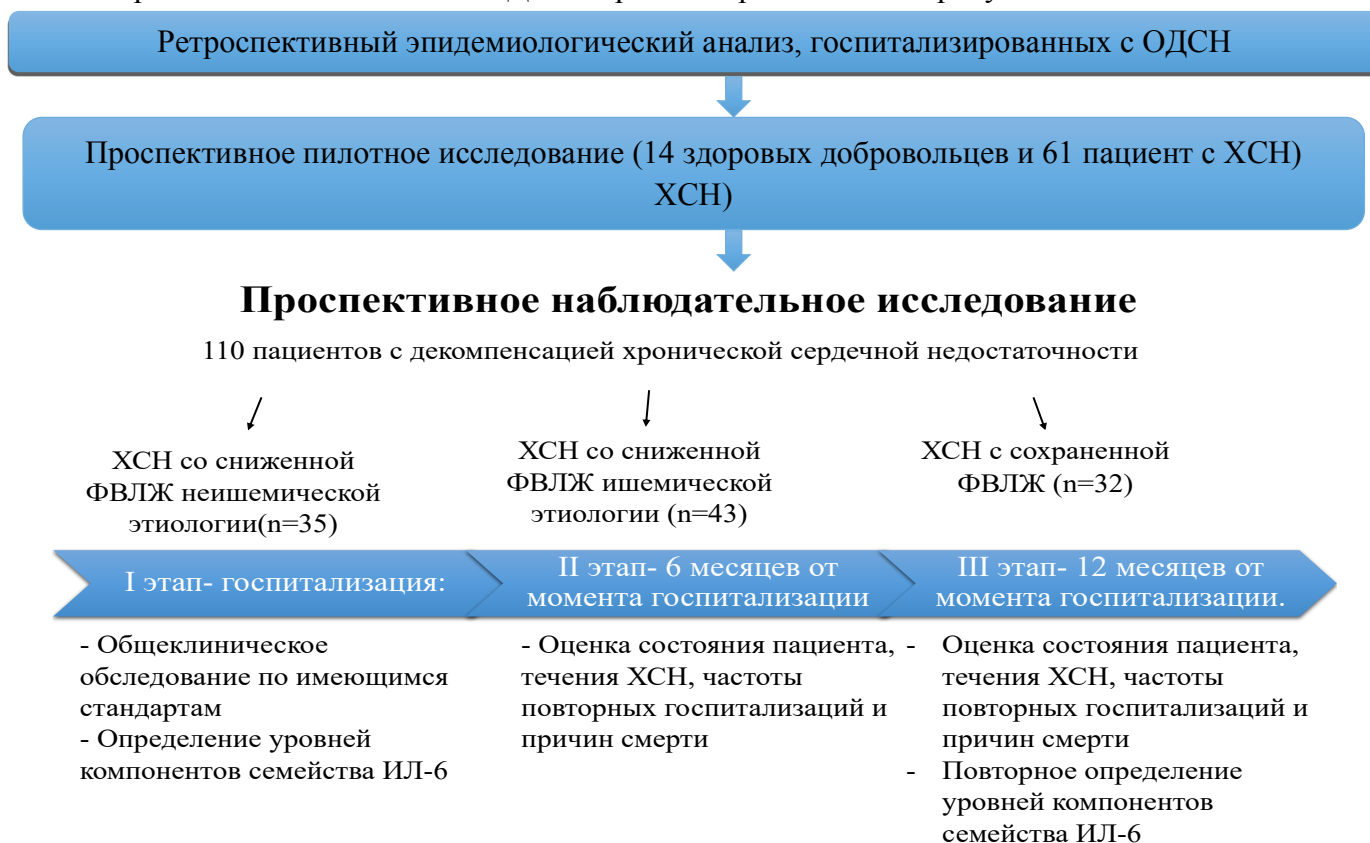 Ретроспективный эпидемиологический анализ, госпитализированных с ОДСН
Проспективное пилотное исследование (14 здоровых добровольцев и 61 пациент с ХСН)
ХСН)
Проспективное наблюдательное исследование
110 пациентов с декомпенсацией хронической сердечной недостаточности
ХСН со сниженной
ФВЛЖ неишемической
этиологии(n=35)
ХСН со сниженной
ФВЛЖ ишемической
этиологии (n=43)
ХСН с сохраненной
ФВЛЖ (n=32)
I этап- госпитализация:
II этап- 6 месяцев от
момента госпитализации
III этап- 12 месяцев от
момента госпитализации.
- Общеклиническое
обследование по имеющимся
стандартам
- Определение уровней
компонентов семейства ИЛ-6
- Оценка состояния пациента,
течения ХСН, частоты
повторных госпитализаций и
причин смерти
- Оценка состояния пациента,
течения ХСН, частоты
повторных госпитализаций и
причин смерти
- Повторное определение
уровней компонентов
семейства ИЛ-6